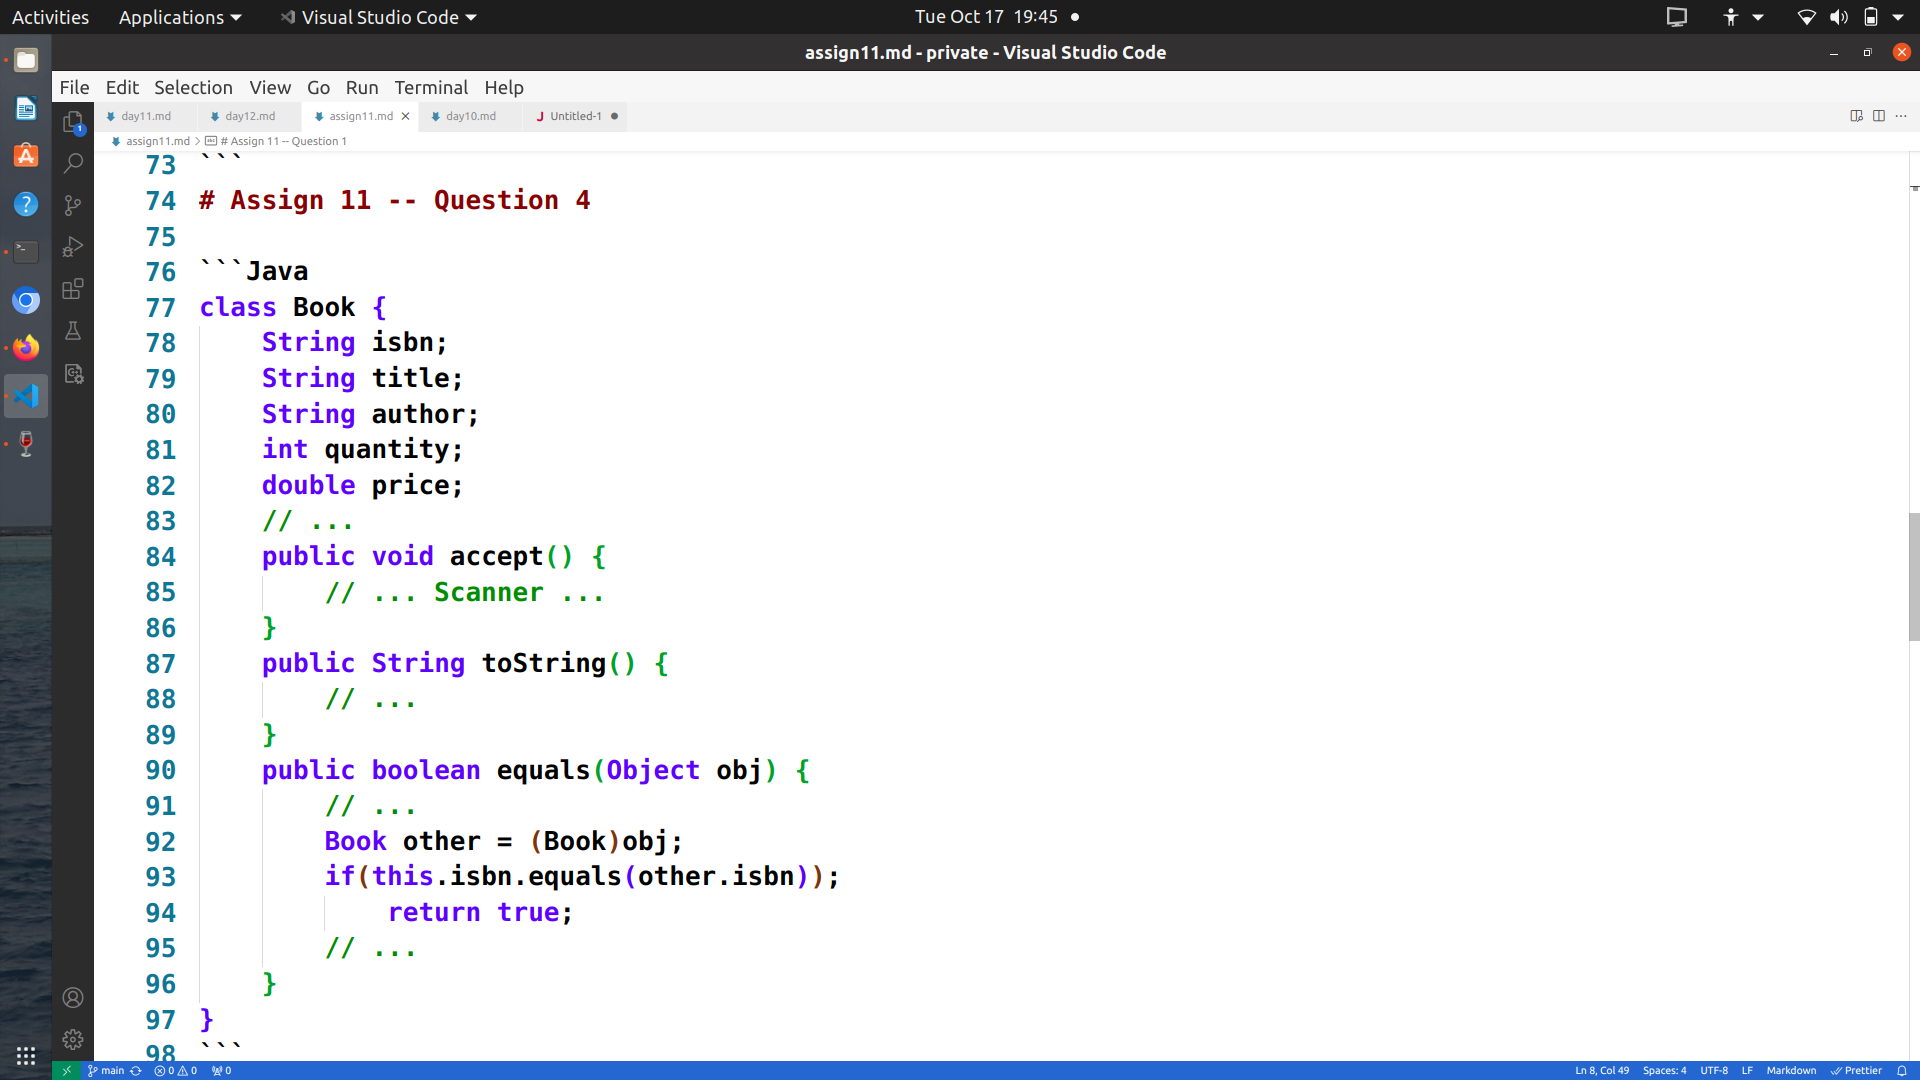 Activities Applications Visual Studio Code Tue Oct 17 19:45
assign11.md - private - Visual Studio Code
File Edit Selection View Go Run Terminal Help
day11.md day12.md assign11.md day10.md J Untitled-1
assign11.md > # Assign 11 -- Question 1
73 ```
74 # Assign 11 -- Question 4
75
76 ```Java
77 class Book {
78 String isbn;
79 String title;
80 String author;
81 int quantity;
82 double price;
83 // ...
84 public void accept() {
85 // ... Scanner ...
86 }
87 public String toString() {
88 // ...
89 }
90 public boolean equals(Object obj) {
91 // ...
92 Book other = (Book)obj;
93 if(this.isbn.equals(other.isbn));
94 return true;
95 // ...
96 }
97 }
98 ```
main 0 0 0 Ln 8, Col 49 Spaces: 4 UTF-8 LF Markdown Prettier